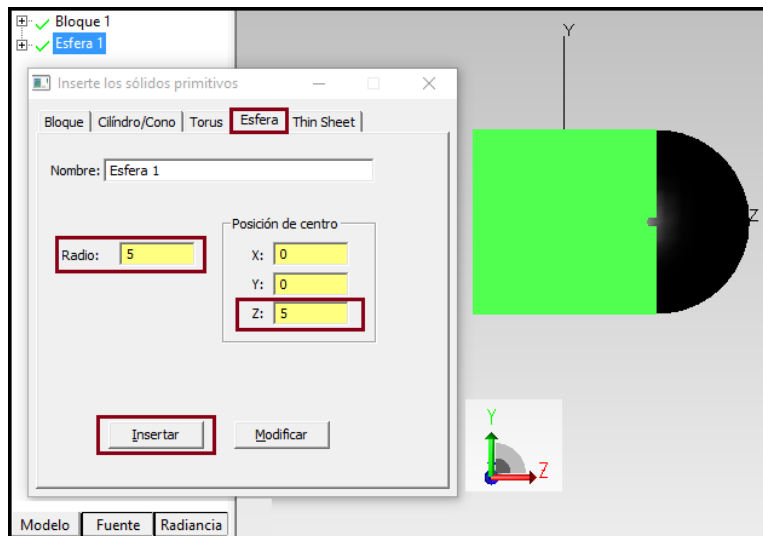 Bloque 1
Esfera 1
Inserte los sólidos primitivos
Bloque Cilíndro/Cono Torus Esfera Thin Sheet
Nombre: Esfera 1
Posición de centro
Radio: 5
X: 0
Y: 0
Z: 5
Insertar Modificar
Modelo Fuente Radiancia
Y
Z
Y
Z